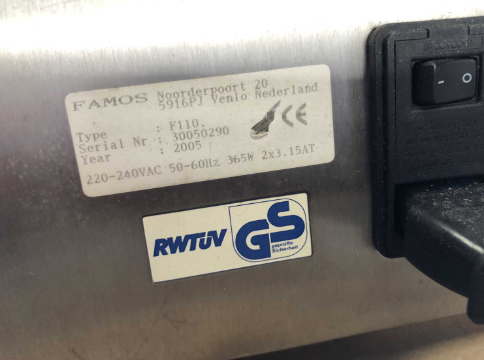 FAMOS Noorderpoort 20
5916PJ Venlo Nederland
Type : F110.
Serial Nr : 30050290
Year : 2005
CE
220-240VAC 50-60Hz 365W 2x3.15AT
RWTÜV GS
geprüfte
Sicherheit
- O